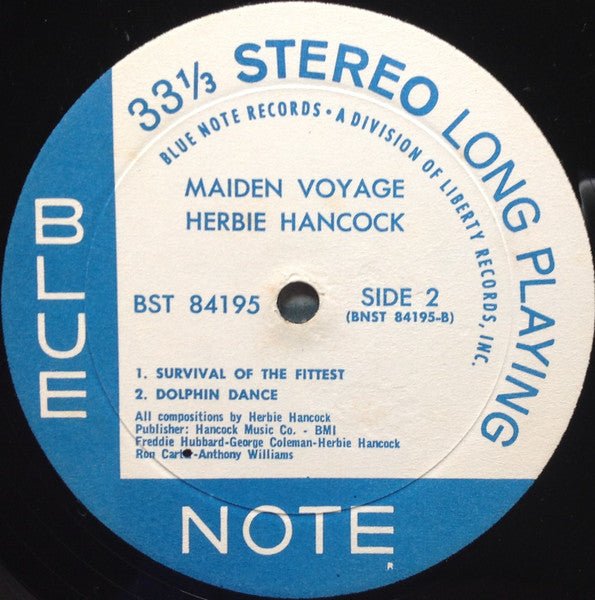 33⅓ STEREO LONG PLAYING
BLUE NOTE RECORDS • A DIVISION OF LIBERTY RECORDS, INC.
MAIDEN VOYAGE
HERBIE HANCOCK
BST 84195
SIDE 2
(BNST 84195-B)
1. SURVIVAL OF THE FITTEST
2. DOLPHIN DANCE
All compositions by Herbie Hancock
Publisher: Hancock Music Co. - BMI
Freddie Hubbard-George Coleman-Herbie Hancock
Ron Carter-Anthony Williams
BLUE
NOTE
R